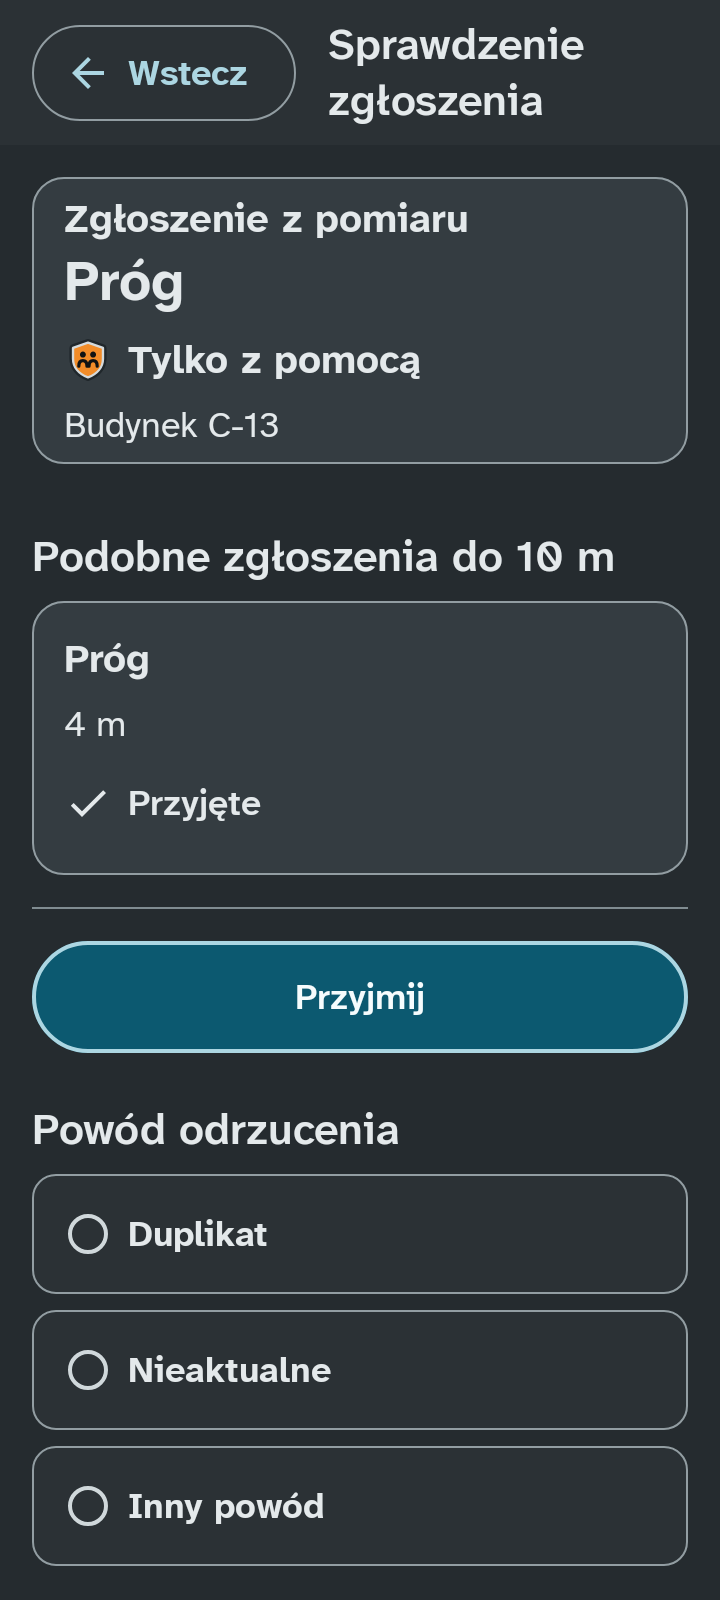 Wstecz
Sprawdzenie
zgłoszenia
Zgłoszenie z pomiaru
Próg
Tylko z pomocą
Budynek C-13
Podobne zgłoszenia do 10 m
Próg
4 m
Przyjęte
Przyjmij
Powód odrzucenia
Duplikat
Nieaktualne
Inny powód